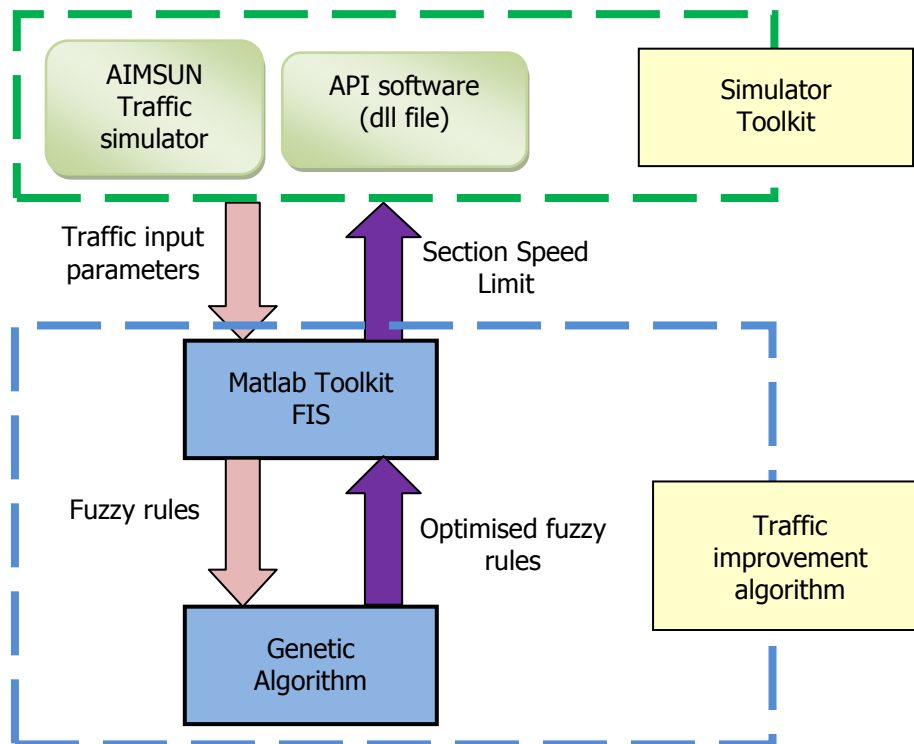 AIMSUN
Traffic
simulator
API software
(dll file)
Simulator
Toolkit
Traffic input
parameters
Section Speed
Limit
Matlab Toolkit
FIS
Fuzzy rules
Optimised fuzzy
rules
Traffic
improvement
algorithm
Genetic
Algorithm